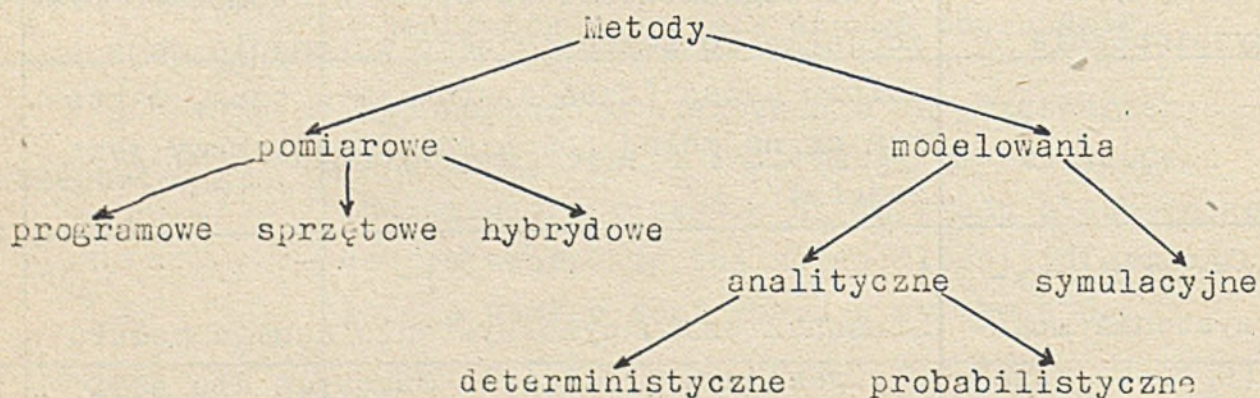 Metody
pomiarowe modelowania
programowe sprzętowe hybrydowe
analityczne symulacyjne
deterministyczne probabilistyczne